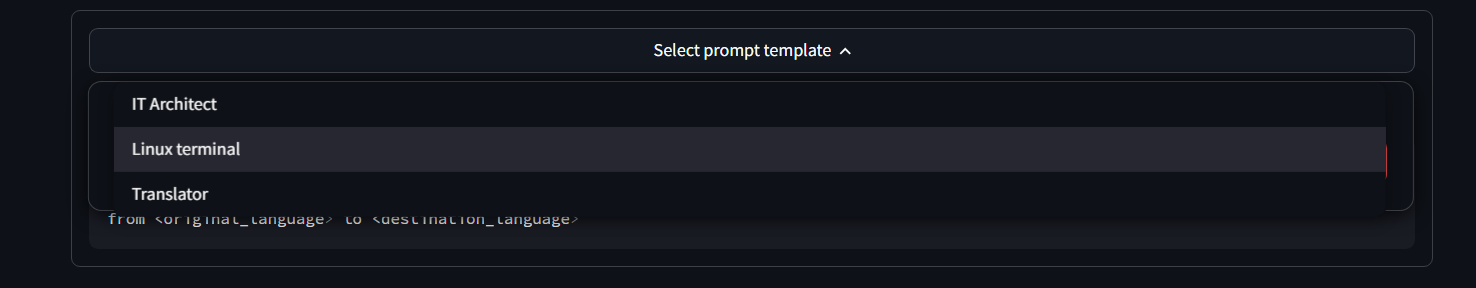 Select prompt template
IT Architect
Linux terminal
Translator
from <original_language> to <destination_language>